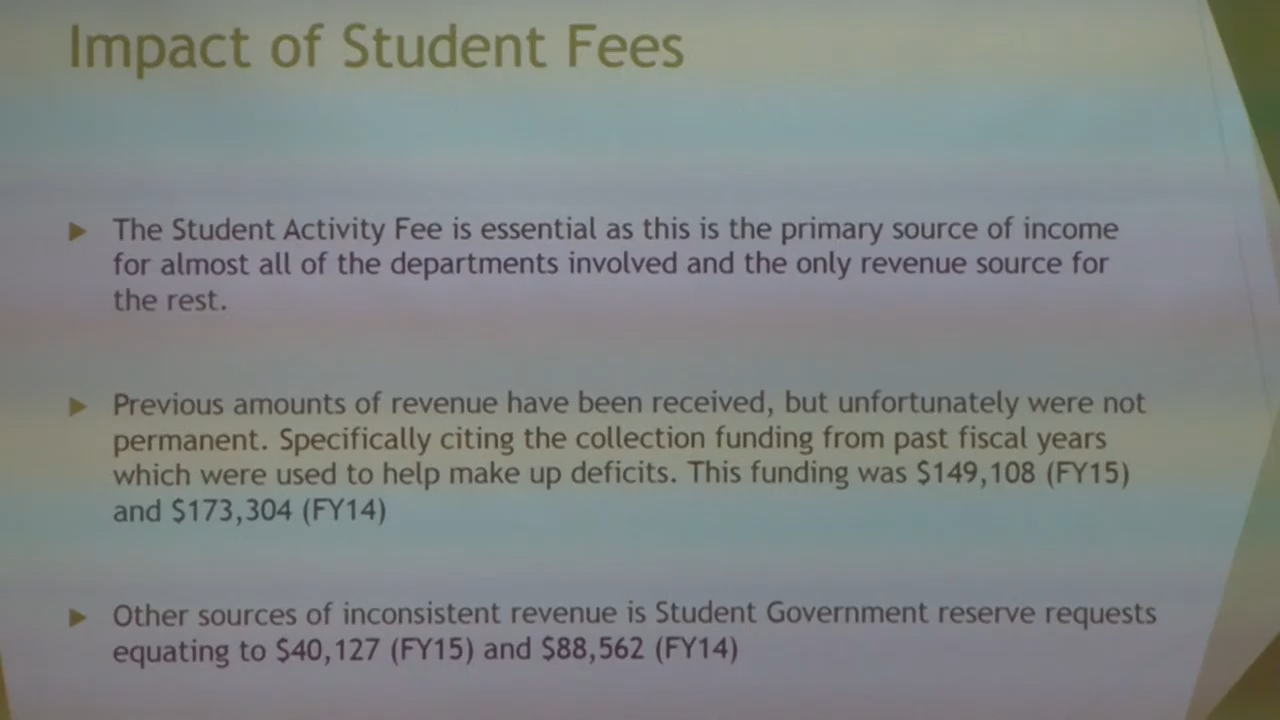 Impact of Student Fees
The Student Activity Fee is essential as this is the primary source of income
for almost all of the departments involved and the only revenue source for
the rest.
Previous amounts of revenue have been received, but unfortunately were not
permanent. Specifically citing the collection funding from past fiscal years
which were used to help make up deficits. This funding was $149,108 (FY15)
and $173,304 (FY14)
Other sources of inconsistent revenue is Student Government reserve requests
equating to $40,127 (FY15) and $88,562 (FY14)